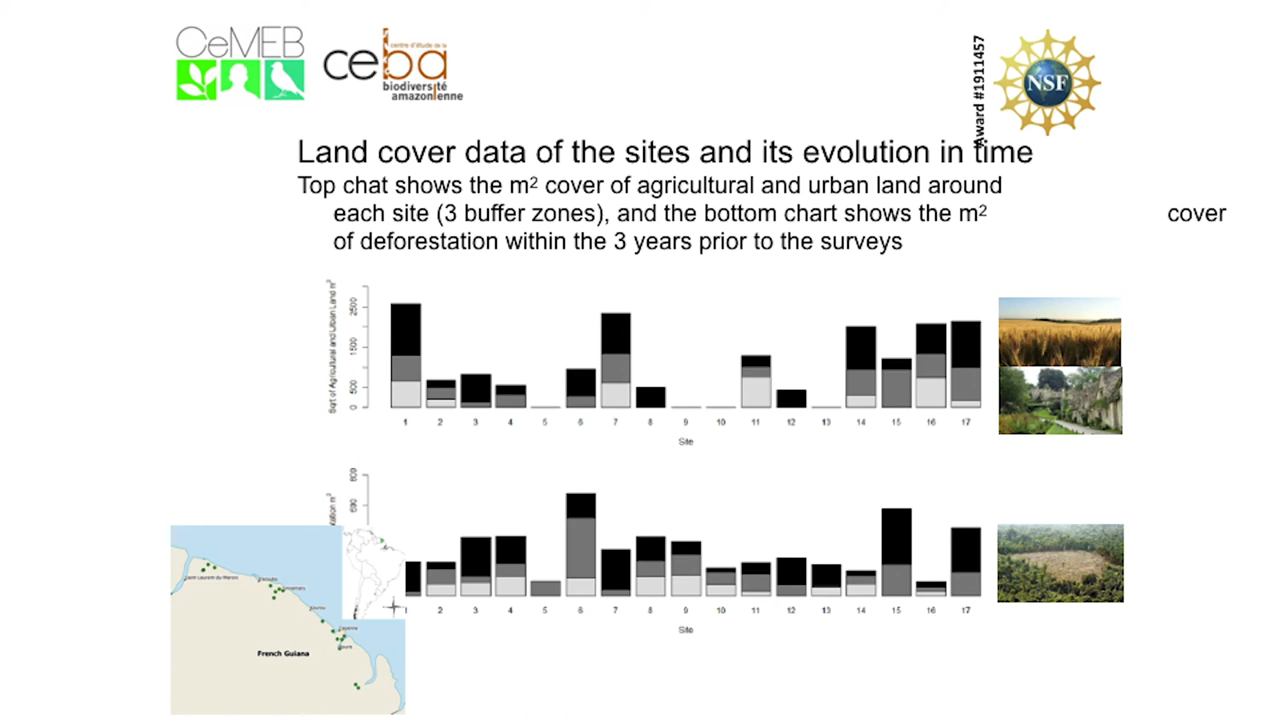 CeMEB
ceba
centre d'étude de la
biodiversité
amazonienne
Award #1911457
NSF
Land cover data of the sites and its evolution in time
Top chat shows the m2 cover of agricultural and urban land around
each site (3 buffer zones), and the bottom chart shows the m2 cover
of deforestation within the 3 years prior to the surveys
Sqrt of Agricultural and Urban Land m2
2500
1500
500
0
1 2 3 4 5 6 7 8 9 10 11 12 13 14 15 16 17
Site
800
600
m2
1 2 3 4 5 6 7 8 9 10 11 12 13 14 15 16 17
Site
Saint Laurent du Maroni
Kourou
Cayenne
French Guiana